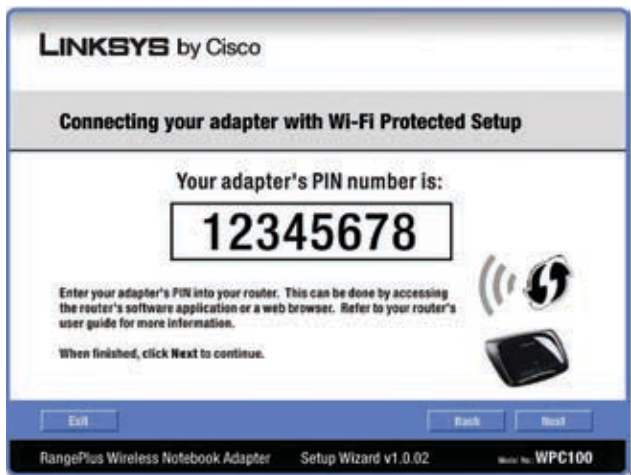 LINKSYS by Cisco
Connecting your adapter with Wi-Fi Protected Setup
Your adapter's PIN number is:
12345678
Enter your adapter's PIN into your router. This can be done by accessing
the router's software application or a web browser. Refer to your router's
user guide for more information.
When finished, click Next to continue.
Exit Back Next
RangePlus Wireless Notebook Adapter Setup Wizard v1.0.02 Model No. WPC100